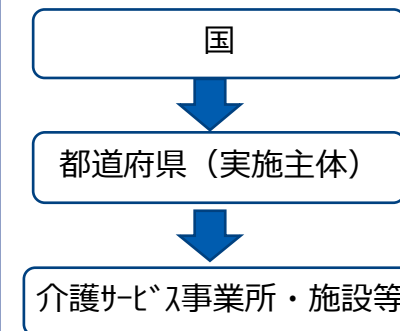 国
都道府県（実施主体）
介護ｻｰﾋﾞｽ事業所・施設等